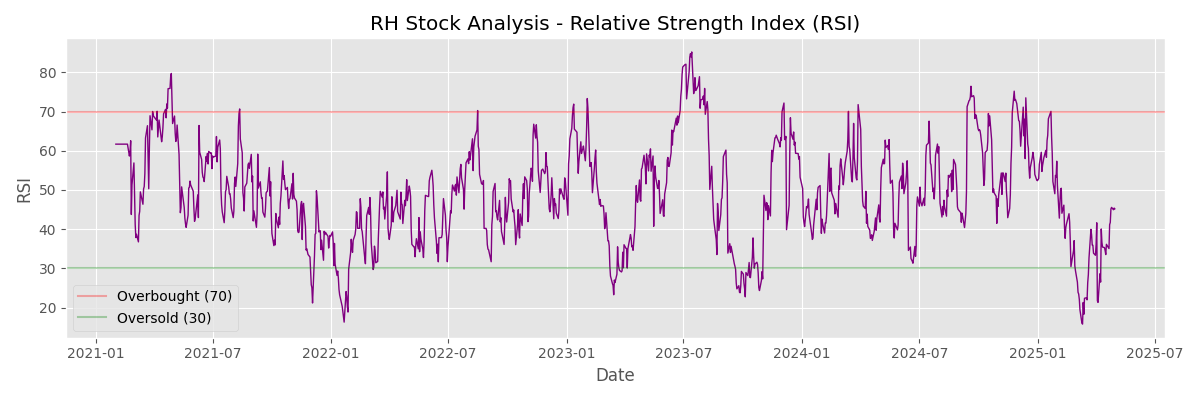 RH Stock Analysis - Relative Strength Index (RSI)
80
70
60
50
40
30
20
RSI
Overbought (70)
Oversold (30)
2021-01 2021-07 2022-01 2022-07 2023-01 2023-07 2024-01 2024-07 2025-01 2025-07
Date